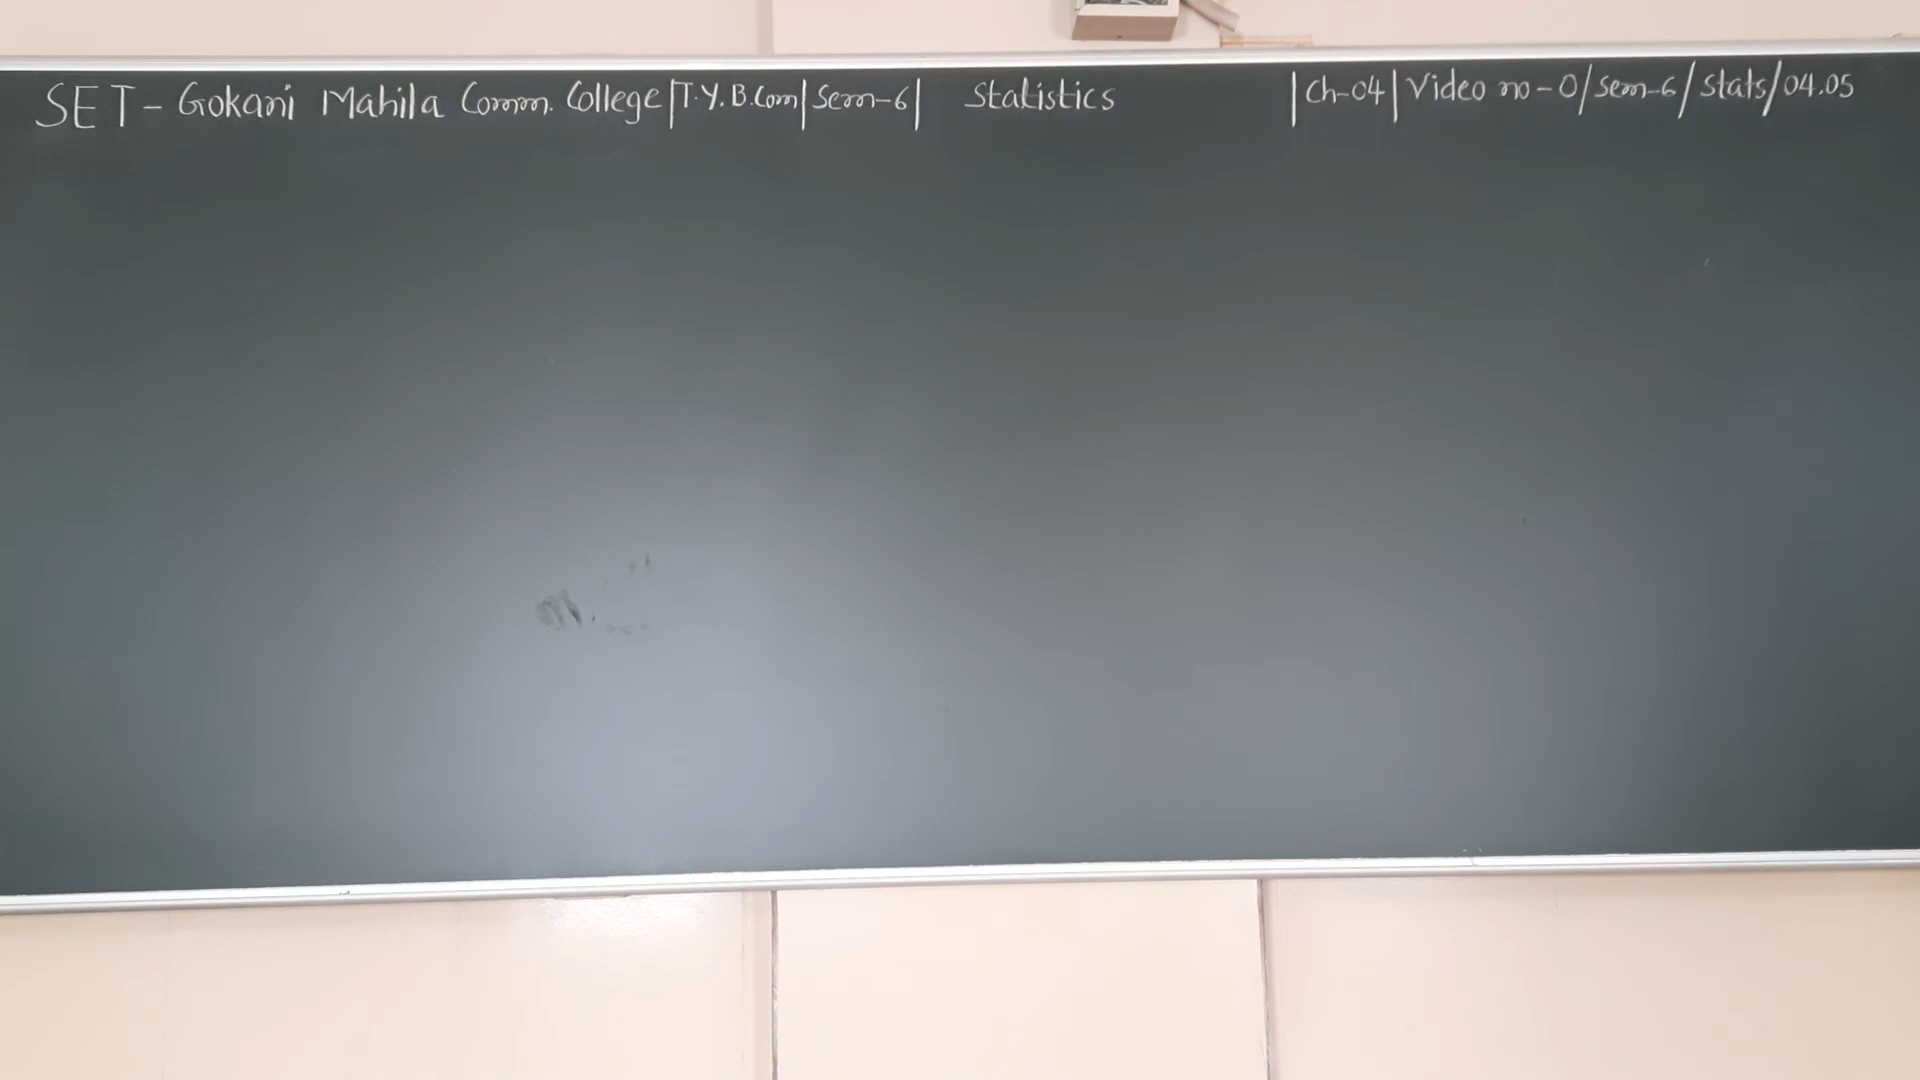 SET - Gokani Mahila Comm. College |T.Y.B.Com| Sem-6| Statistics |Ch-04| Video no - 0/sem-6/stats/04.05